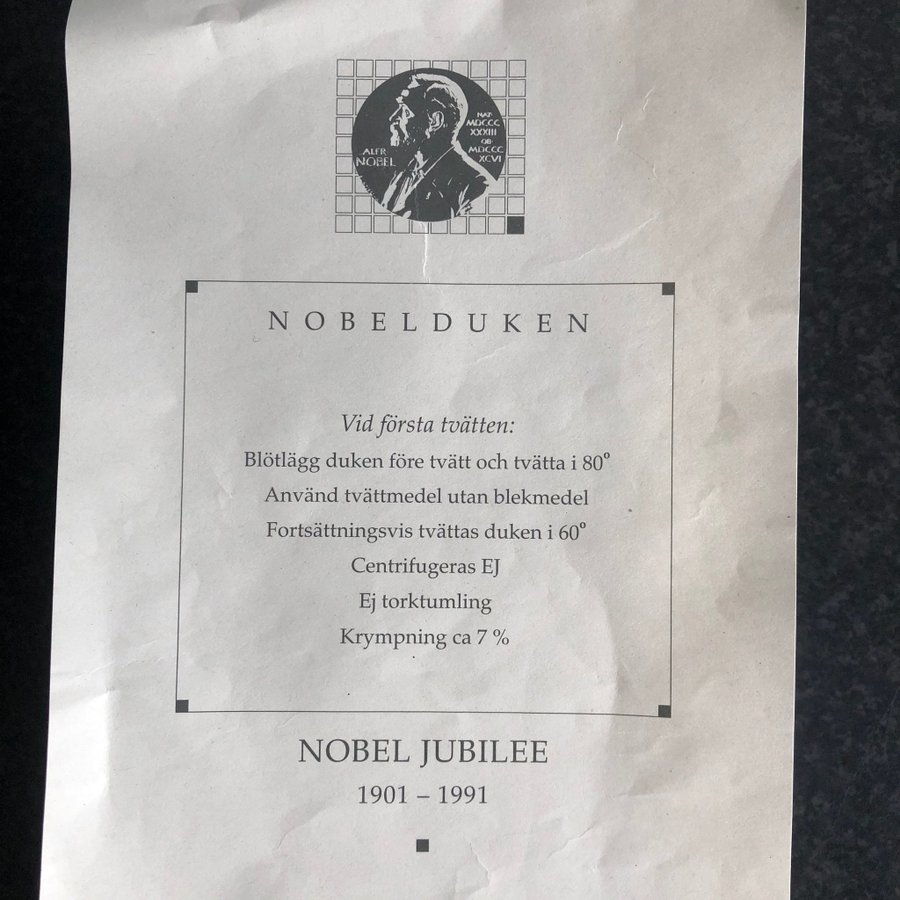 ALFR
NOBEL
NAT.
MDCCC
XXXIII
OB.
MDCCC
XCVI
NOBELDUKEN
Vid första tvätten:
Blötlägg duken före tvätt och tvätta i 80°
Använd tvättmedel utan blekmedel
Fortsättningsvis tvättas duken i 60°
Centrifugeras EJ
Ej torktumling
Krympning ca 7 %
NOBEL JUBILEE
1901 – 1991